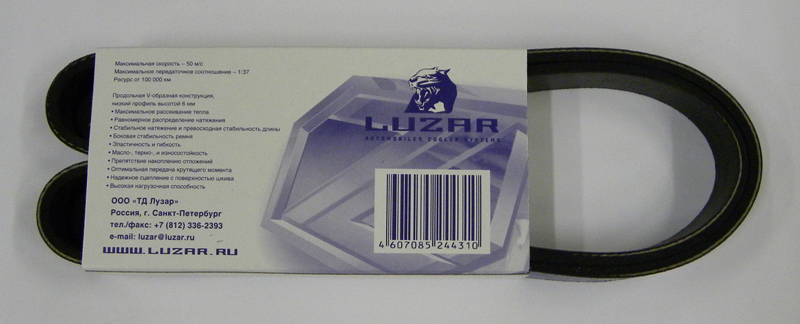 Максимальная скорость – 50 м/с
Максимальное передаточное соотношение – 1:37
Ресурс от 100 000 км
Продольная V-образная конструкция,
низкий профиль высотой 6 мм
• Максимальное рассеивание тепла
• Равномерное распределение натяжения
• Стабильное натяжение и превосходная стабильность длины
• Боковая стабильность ремня
• Эластичность и гибкость
• Масло-, термо-, и износостойкость
• Препятствие накоплению отложений
• Оптимальная передача крутящего момента
• Надежное сцепление с поверхностью шкива
• Высокая нагрузочная способность
ООО «ТД Лузар»
Россия, г. Санкт-Петербург
тел./факс: +7 (812) 336-2393
e-mail: luzar@luzar.ru
WWW.LUZAR.RU
LUZAR
AUTOMOBILES COOLER SYSTEMS
4 607085 244310